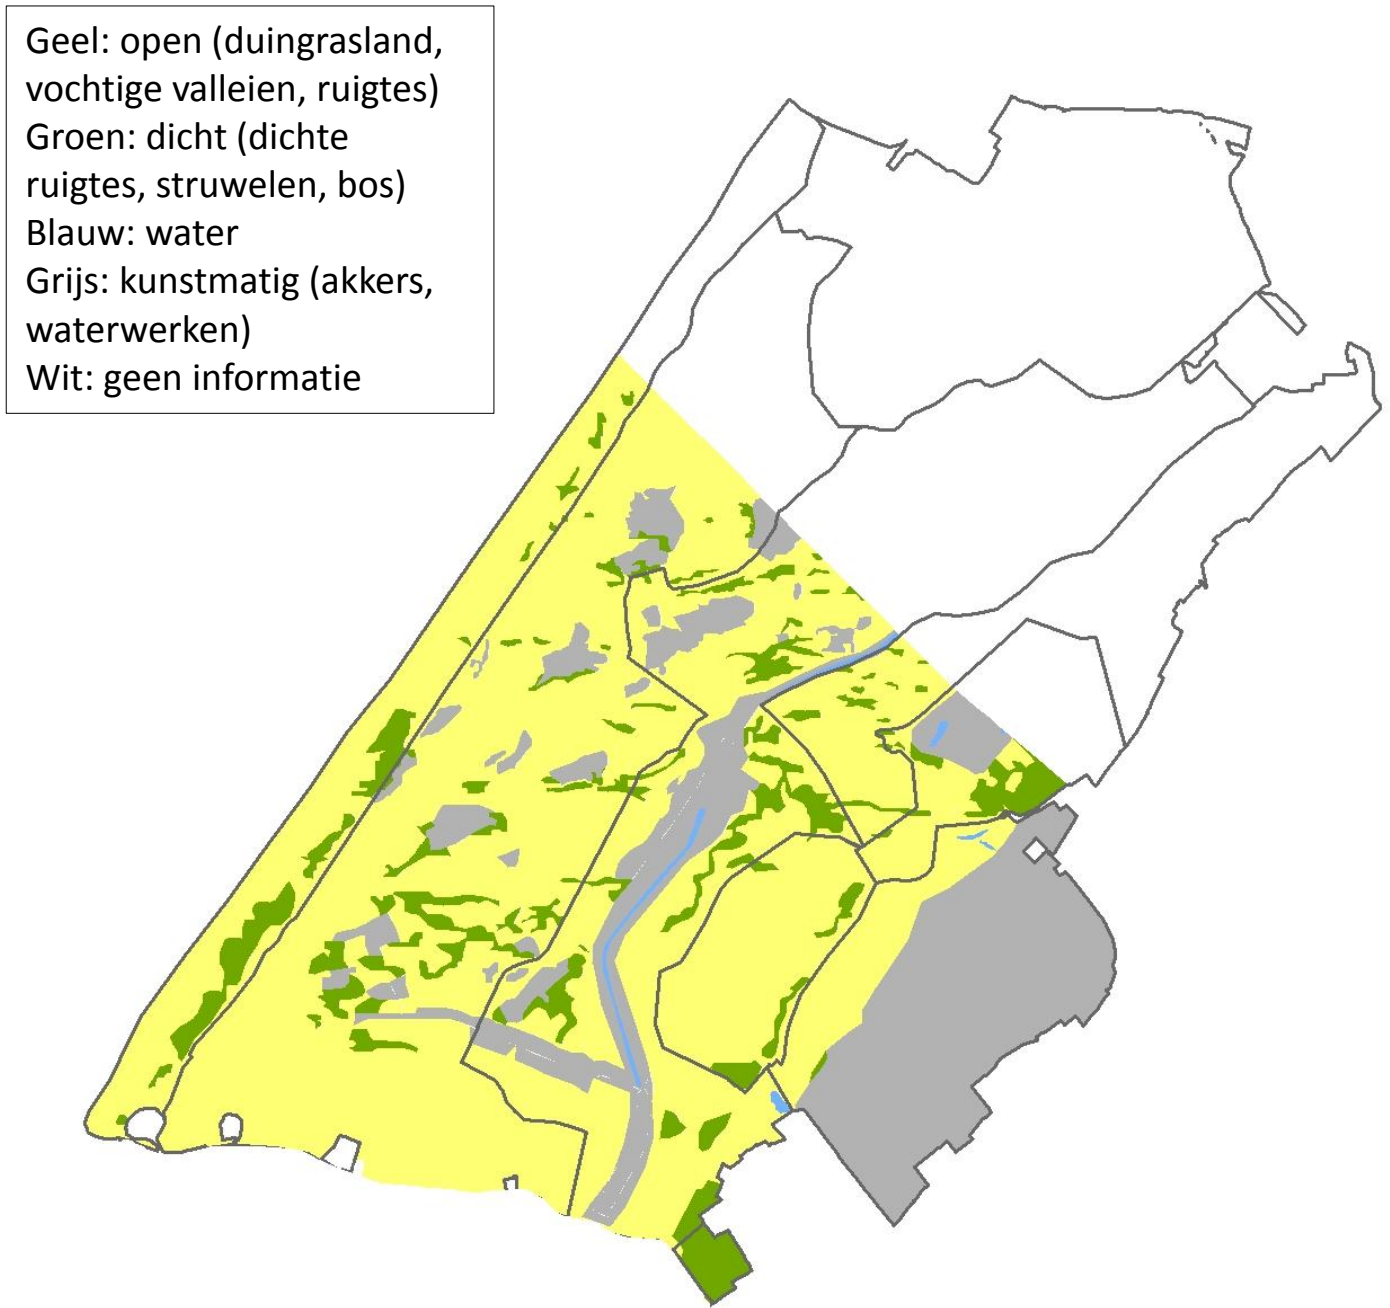 Geel: open (duingrasland,
vochtige valleien, ruigtes)
Groen: dicht (dichte
ruigtes, struwelen, bos)
Blauw: water
Grijs: kunstmatig (akkers,
waterwerken)
Wit: geen informatie